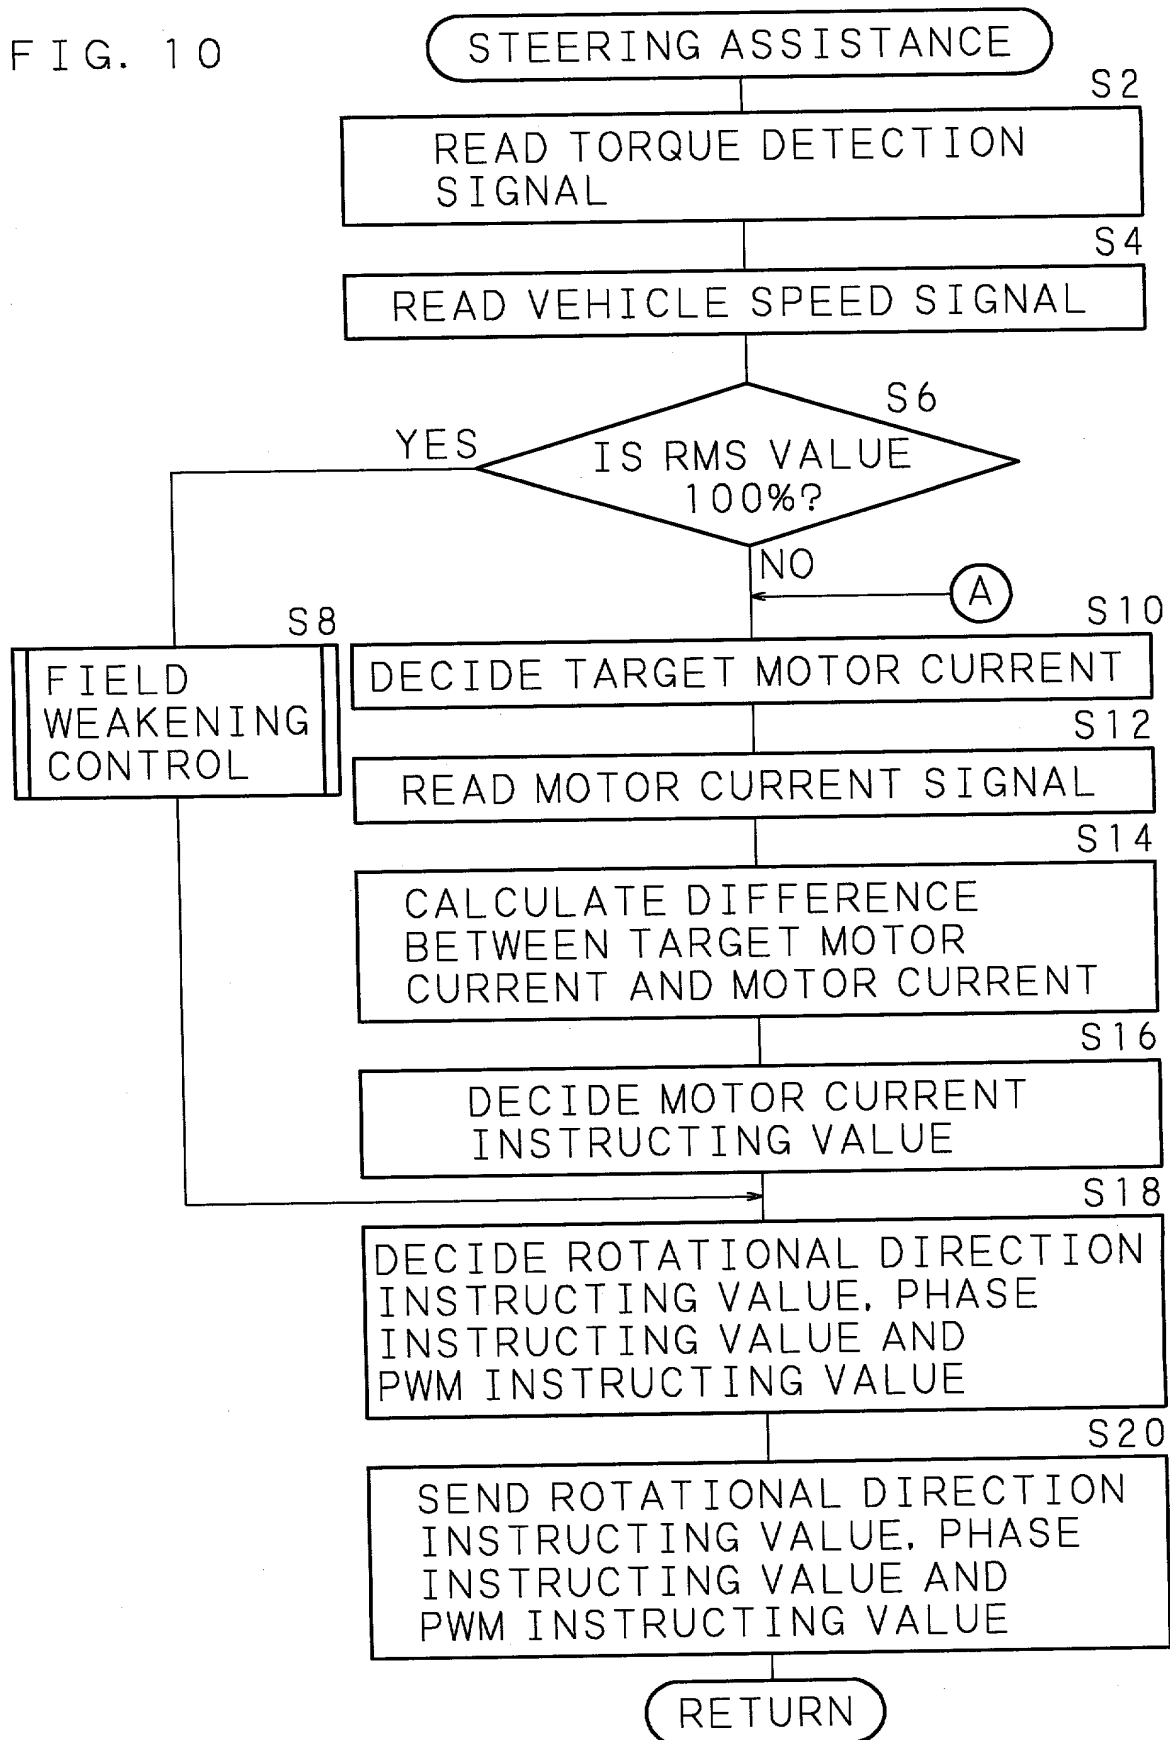 FIG. 10
STEERING ASSISTANCE
S2
READ TORQUE DETECTION
SIGNAL
S4
READ VEHICLE SPEED SIGNAL
S6
YES
IS RMS VALUE
100%?
NO
A
S8
FIELD
WEAKENING
CONTROL
S10
DECIDE TARGET MOTOR CURRENT
S12
READ MOTOR CURRENT SIGNAL
S14
CALCULATE DIFFERENCE
BETWEEN TARGET MOTOR
CURRENT AND MOTOR CURRENT
S16
DECIDE MOTOR CURRENT
INSTRUCTING VALUE
S18
DECIDE ROTATIONAL DIRECTION
INSTRUCTING VALUE, PHASE
INSTRUCTING VALUE AND
PWM INSTRUCTING VALUE
S20
SEND ROTATIONAL DIRECTION
INSTRUCTING VALUE, PHASE
INSTRUCTING VALUE AND
PWM INSTRUCTING VALUE
RETURN